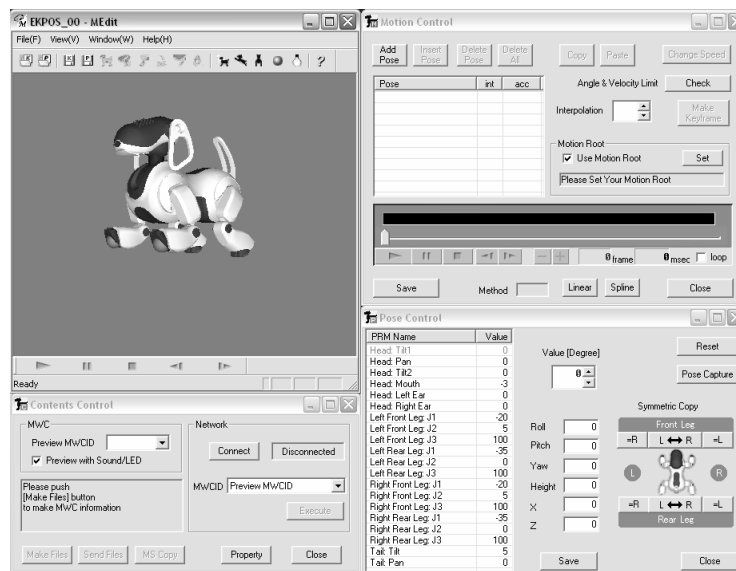 EKPOS_00 - MEdit
File(F) View(V) Window(W) Help(H)
Ready
Motion Control
Add Pose
Insert Pose
Delete Pose
Delete All
Copy
Paste
Change Speed
Pose int acc
Angle & Velocity Limit
Check
Interpolation
Make Keyframe
Motion Root
Use Motion Root
Set
Please Set Your Motion Root
0 frame
0 msec
loop
Save
Method
Linear
Spline
Close
Contents Control
MWC
Preview MWCID
Preview with Sound/LED
Please push
[Make Files] button
to make MWC information
Network
Connect
Disconnected
MWCID Preview MWCID
Execute
Make Files
Send Files
MS Copy
Property
Close
Pose Control
PRM Name Value
Head: Tilt1 0
Head: Pan 0
Head: Tilt2 0
Head: Mouth -3
Head: Left Ear 0
Head: Right Ear 0
Left Front Leg: J1 -20
Left Front Leg: J2 5
Left Front Leg: J3 100
Left Rear Leg: J1 -35
Left Rear Leg: J2 0
Left Rear Leg: J3 100
Right Front Leg: J1 -20
Right Front Leg: J2 5
Right Front Leg: J3 100
Right Rear Leg: J1 -35
Right Rear Leg: J2 0
Right Rear Leg: J3 100
Tail: Tilt 5
Tail: Pan 0
Value [Degree]
0
Reset
Pose Capture
Roll 0
Pitch 0
Yaw 0
Height 0
X 0
Z 0
Symmetric Copy
Front Leg
=R L ↔ R =L
L R
=R L ↔ R =L
Rear Leg
Save
Close